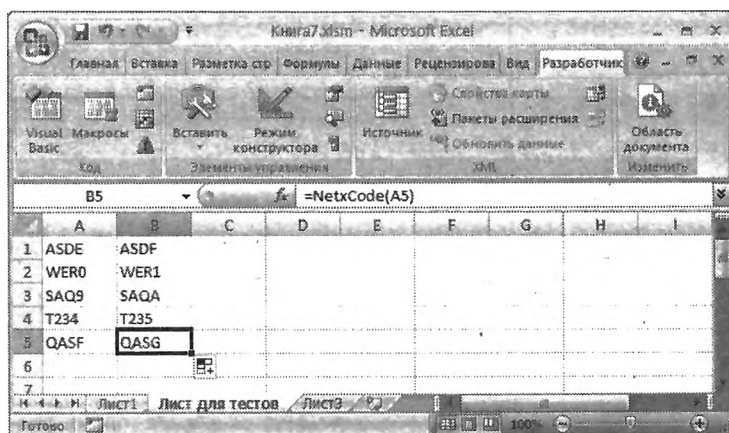 Книга7.xlsm - Microsoft Excel
Главная Вставка Разметка стр Формулы Данные Рецензирова Вид Разработчик
Visual Basic
Макросы
Код
Вставить
Режим конструктора
Элементы управления
Источник
Свойства карты
Пакеты расширения
Обновить данные
XML
Область документа
Изменить
B5 fx =NetxCode(A5)
A B C D E F G H I
1 ASDE ASDF
2 WER0 WER1
3 SAQ9 SAQA
4 T234 T235
5 QASF QASG
6
7
Лист1 Лист для тестов Лист3
Готово 100%